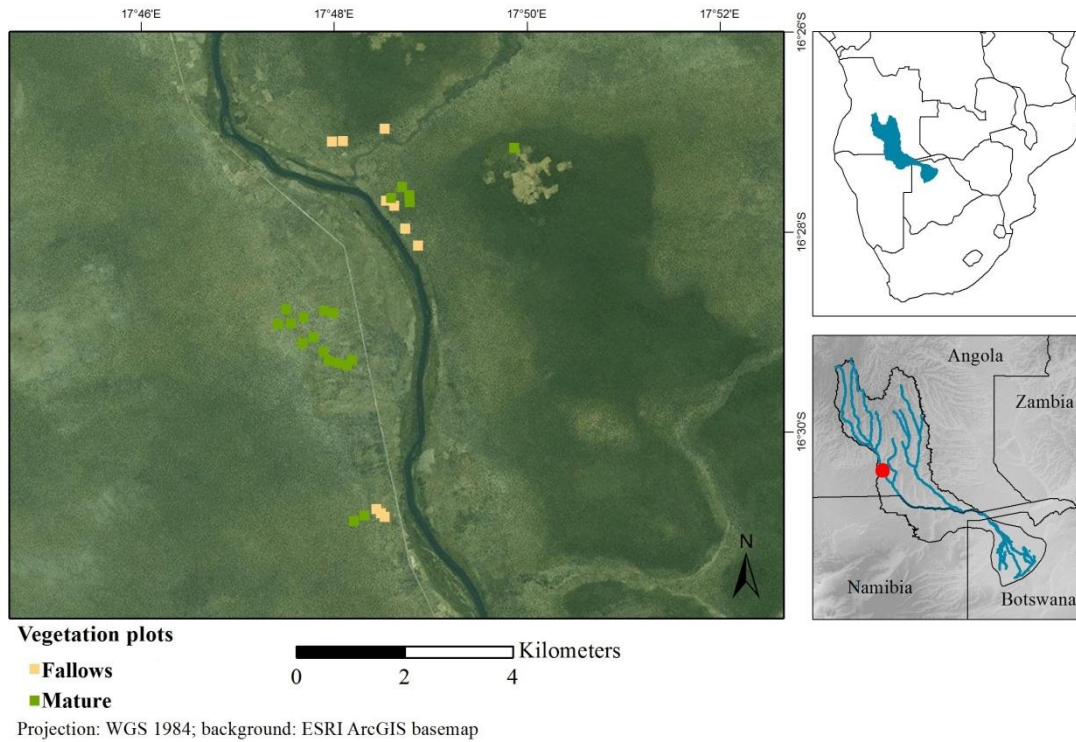 17°46'E 17°48'E 17°50'E 17°52'E
16°26'S
16°28'S
16°30'S
N
Angola
Zambia
Namibia
Botswana
Vegetation plots
Fallows
Mature
Kilometers
0 2 4
Projection: WGS 1984; background: ESRI ArcGIS basemap